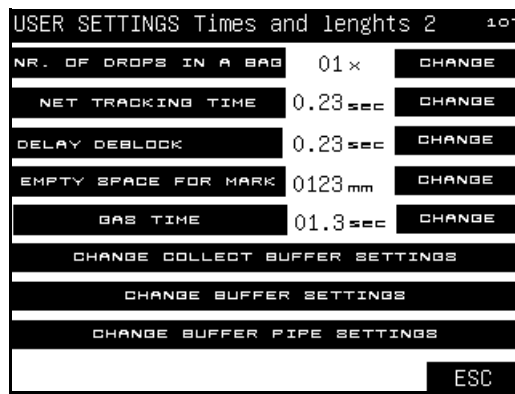 USER SETTINGS Times and lenghts 2 107
NR. OF DROPS IN A BAG 01 x CHANGE
NET TRACKING TIME 0.23 sec CHANGE
DELAY DEBLOCK 0.23 sec CHANGE
EMPTY SPACE FOR MARK 0123 mm CHANGE
GAS TIME 01.3 sec CHANGE
CHANGE COLLECT BUFFER SETTINGS
CHANGE BUFFER SETTINGS
CHANGE BUFFER PIPE SETTINGS
ESC